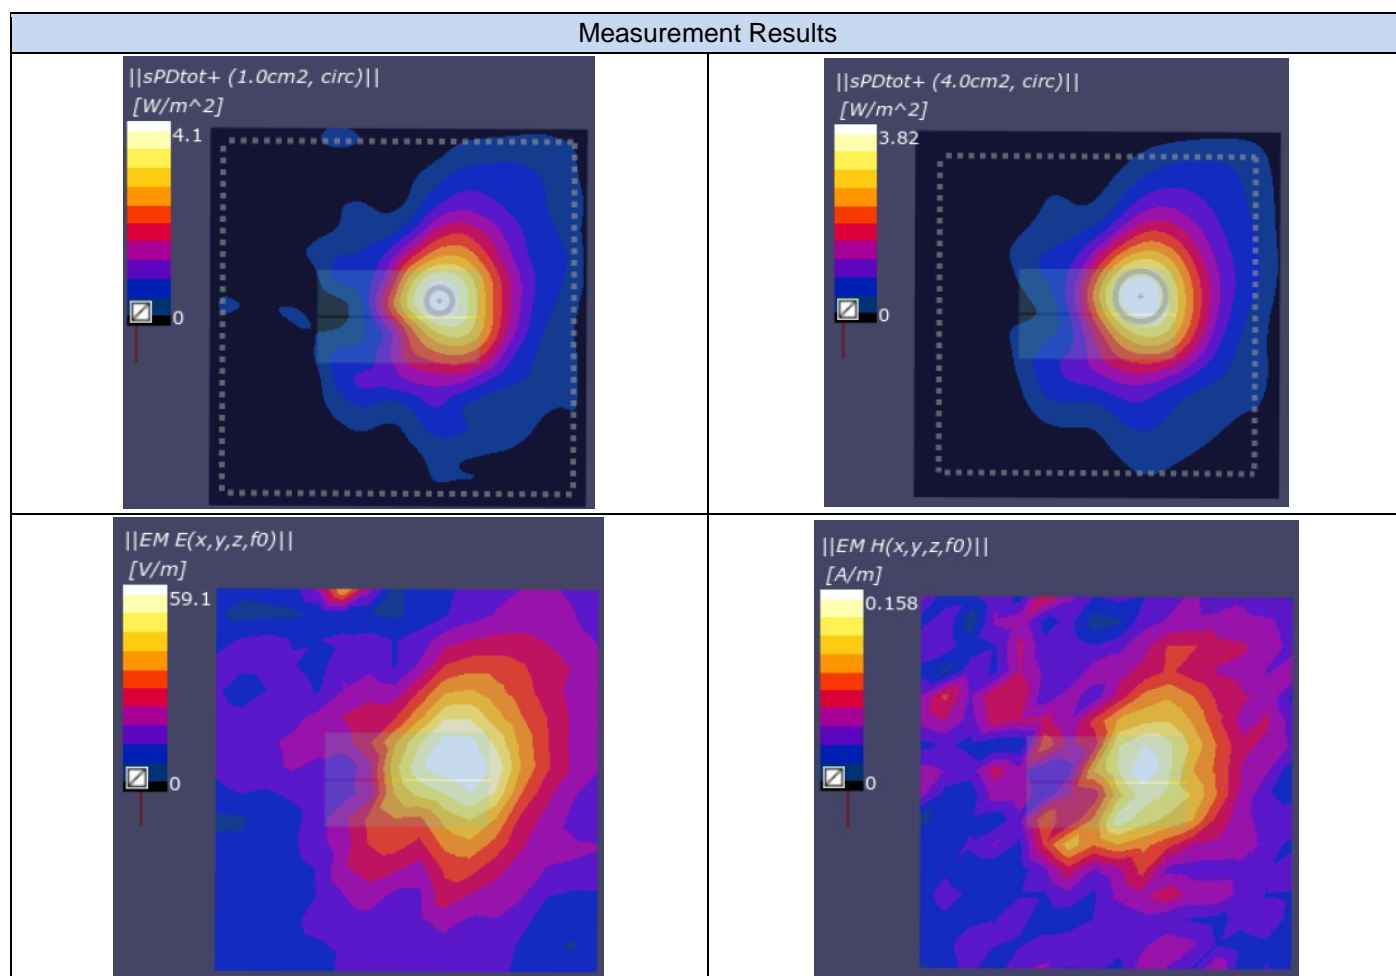 Measurement Results
||sPDtot+ (1.0cm2, circ)||
[W/m^2]
4.1
0
||sPDtot+ (4.0cm2, circ)||
[W/m^2]
3.82
0
||EM E(x,y,z,f0)||
[V/m]
59.1
0
||EM H(x,y,z,f0)||
[A/m]
0.158
0